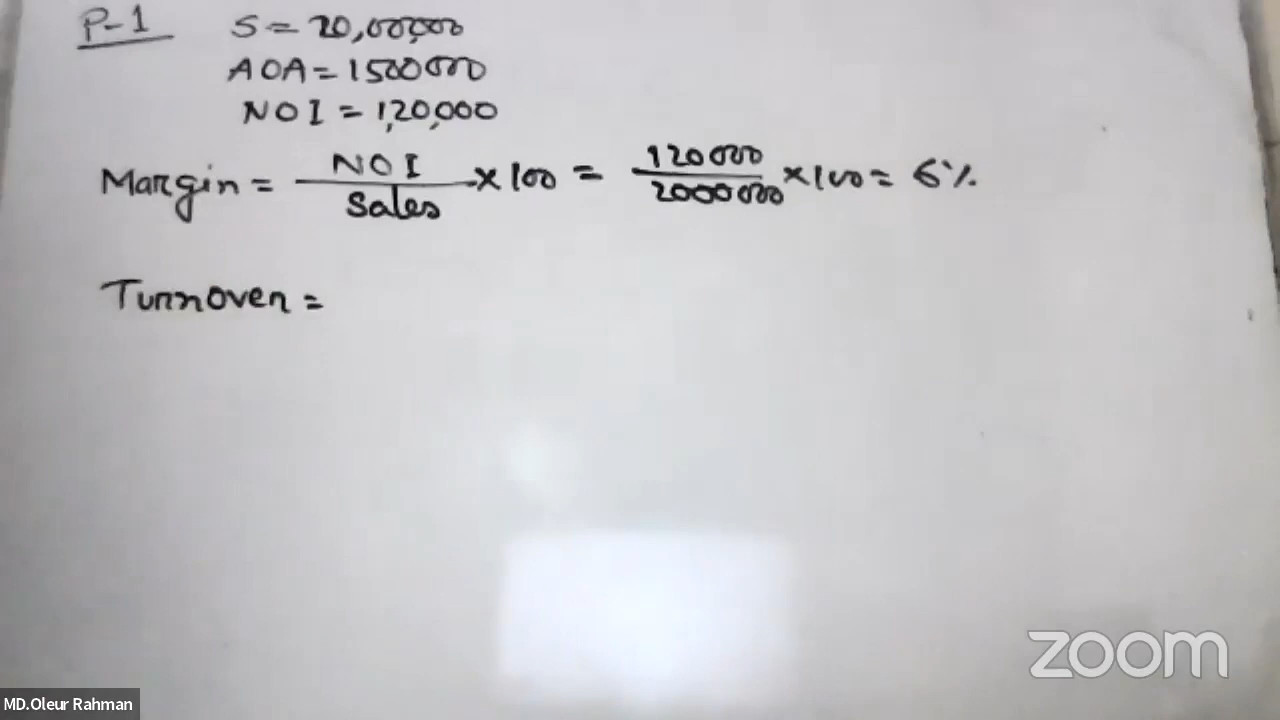 P-1 S = 20,00,000
AOA = 1500000
NOI = 1,20,000
Margin = NOI / Sales × 100 = 120000 / 2000000 × 100 = 6%
Turnover =
zoom
MD.Oleur Rahman